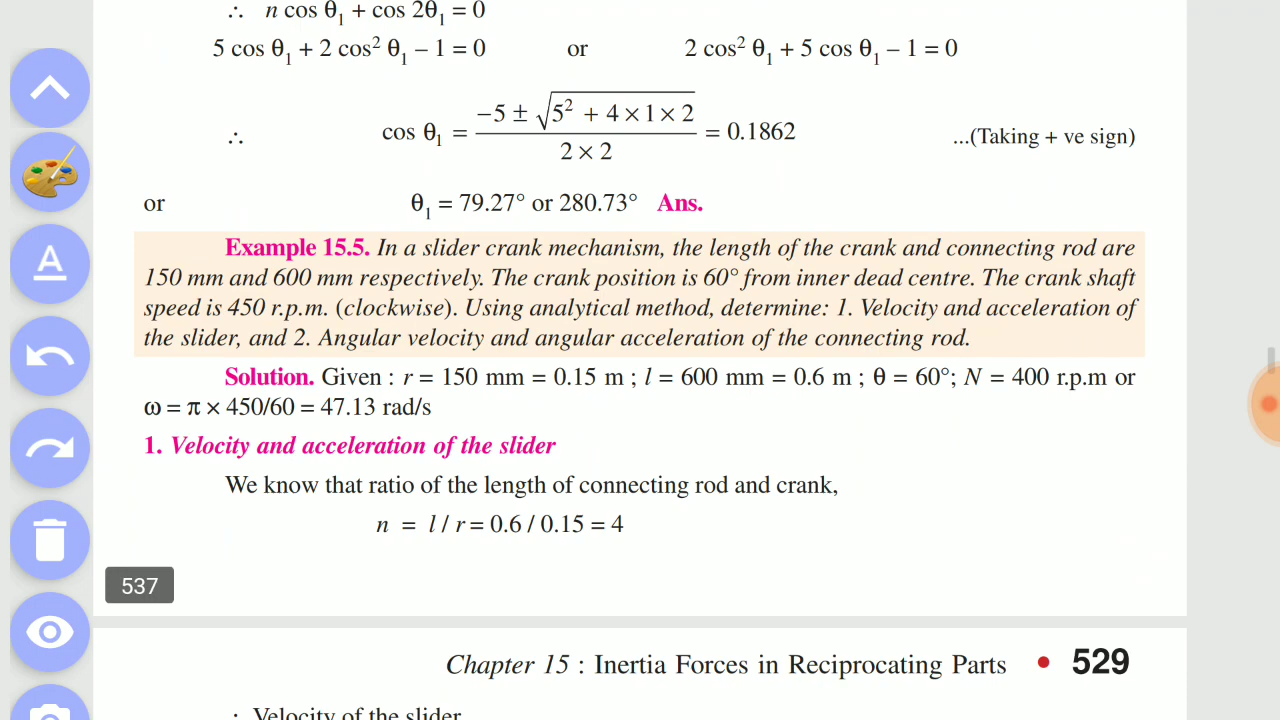 ∴ n cos θ₁ + cos 2θ₁ = 0
5 cos θ₁ + 2 cos² θ₁ – 1 = 0 or 2 cos² θ₁ + 5 cos θ₁ – 1 = 0
∴ cos θ₁ = (−5 ± √(5² + 4 × 1 × 2)) / (2 × 2) = 0.1862 ...(Taking + ve sign)
or θ₁ = 79.27° or 280.73° Ans.
Example 15.5. In a slider crank mechanism, the length of the crank and connecting rod are
150 mm and 600 mm respectively. The crank position is 60° from inner dead centre. The crank shaft
speed is 450 r.p.m. (clockwise). Using analytical method, determine: 1. Velocity and acceleration of
the slider, and 2. Angular velocity and angular acceleration of the connecting rod.
Solution. Given : r = 150 mm = 0.15 m ; l = 600 mm = 0.6 m ; θ = 60°; N = 400 r.p.m or
ω = π × 450/60 = 47.13 rad/s
1. Velocity and acceleration of the slider
We know that ratio of the length of connecting rod and crank,
n = l / r = 0.6 / 0.15 = 4
537
Chapter 15 : Inertia Forces in Reciprocating Parts • 529
∴ Velocity of the slider
A